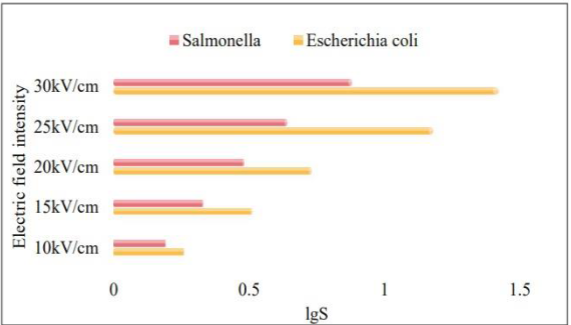 Salmonella Escherichia coli
Electric field intensity
30kV/cm
25kV/cm
20kV/cm
15kV/cm
10kV/cm
0 0.5 1 1.5
lgS